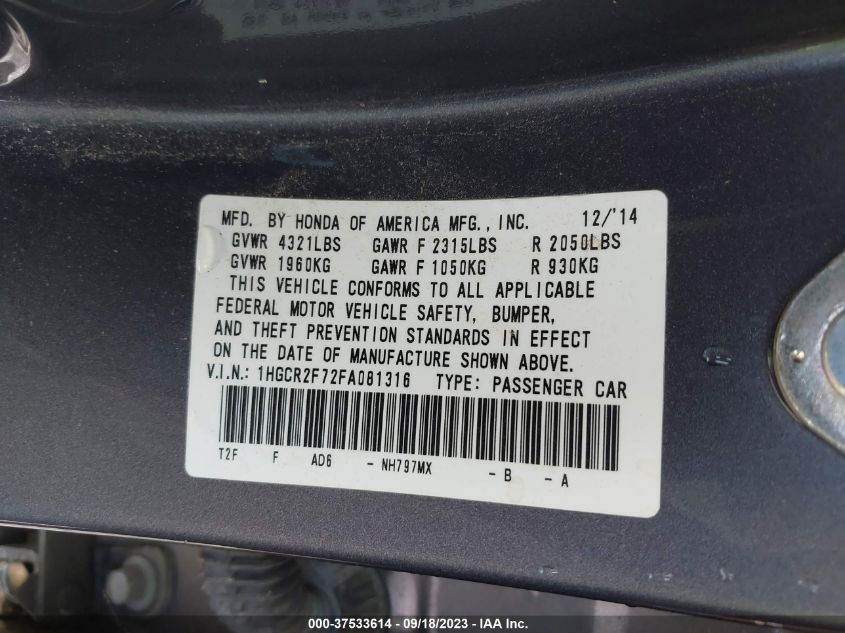 MFD. BY HONDA OF AMERICA MFG., INC. 12/'14
GVWR 4321LBS GAWR F 2315LBS R 2050LBS
GVWR 1960KG GAWR F 1050KG R 930KG
THIS VEHICLE CONFORMS TO ALL APPLICABLE
FEDERAL MOTOR VEHICLE SAFETY, BUMPER,
AND THEFT PREVENTION STANDARDS IN EFFECT
ON THE DATE OF MANUFACTURE SHOWN ABOVE.
V.I.N.: 1HGCR2F72FA081316 TYPE: PASSENGER CAR
T2F F AD6 - NH797MX - B - A
000-37533614 - 09/18/2023 - IAA Inc.